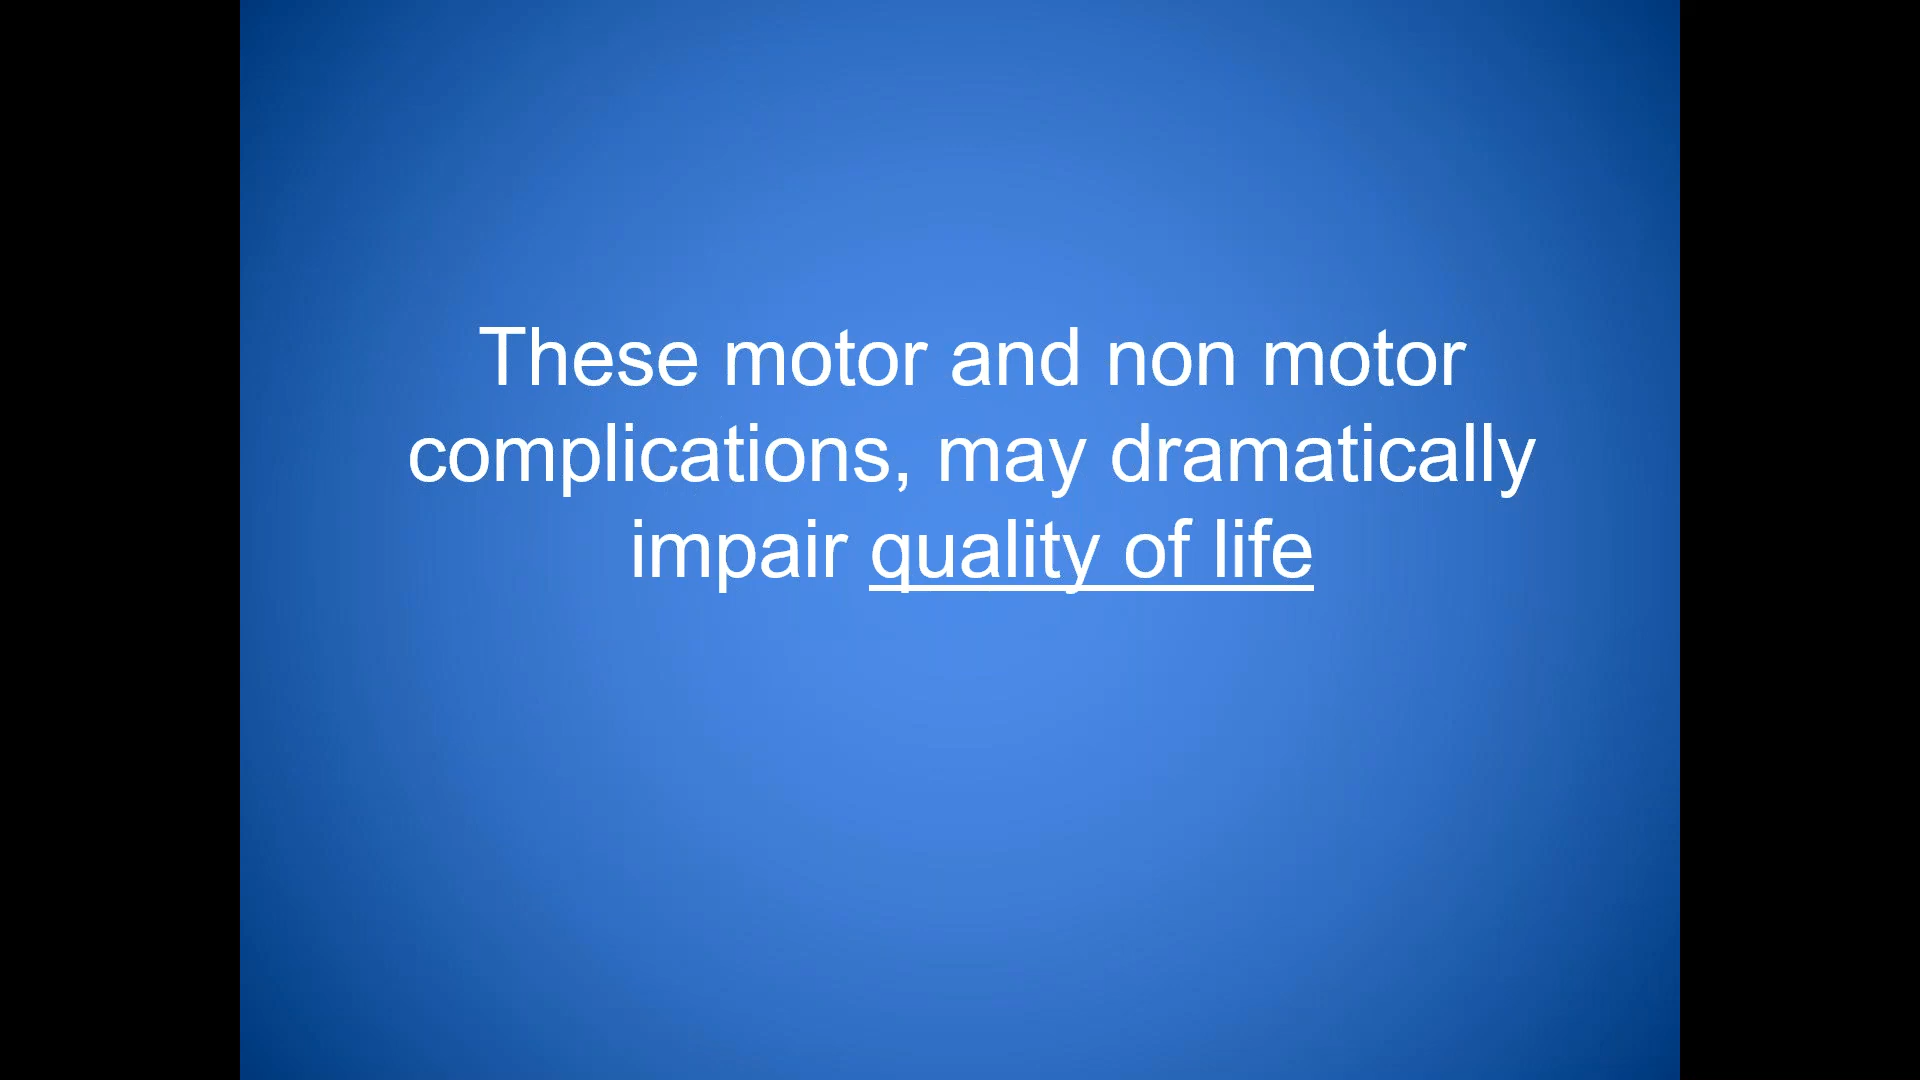 These motor and non motor
complications, may dramatically
impair quality of life